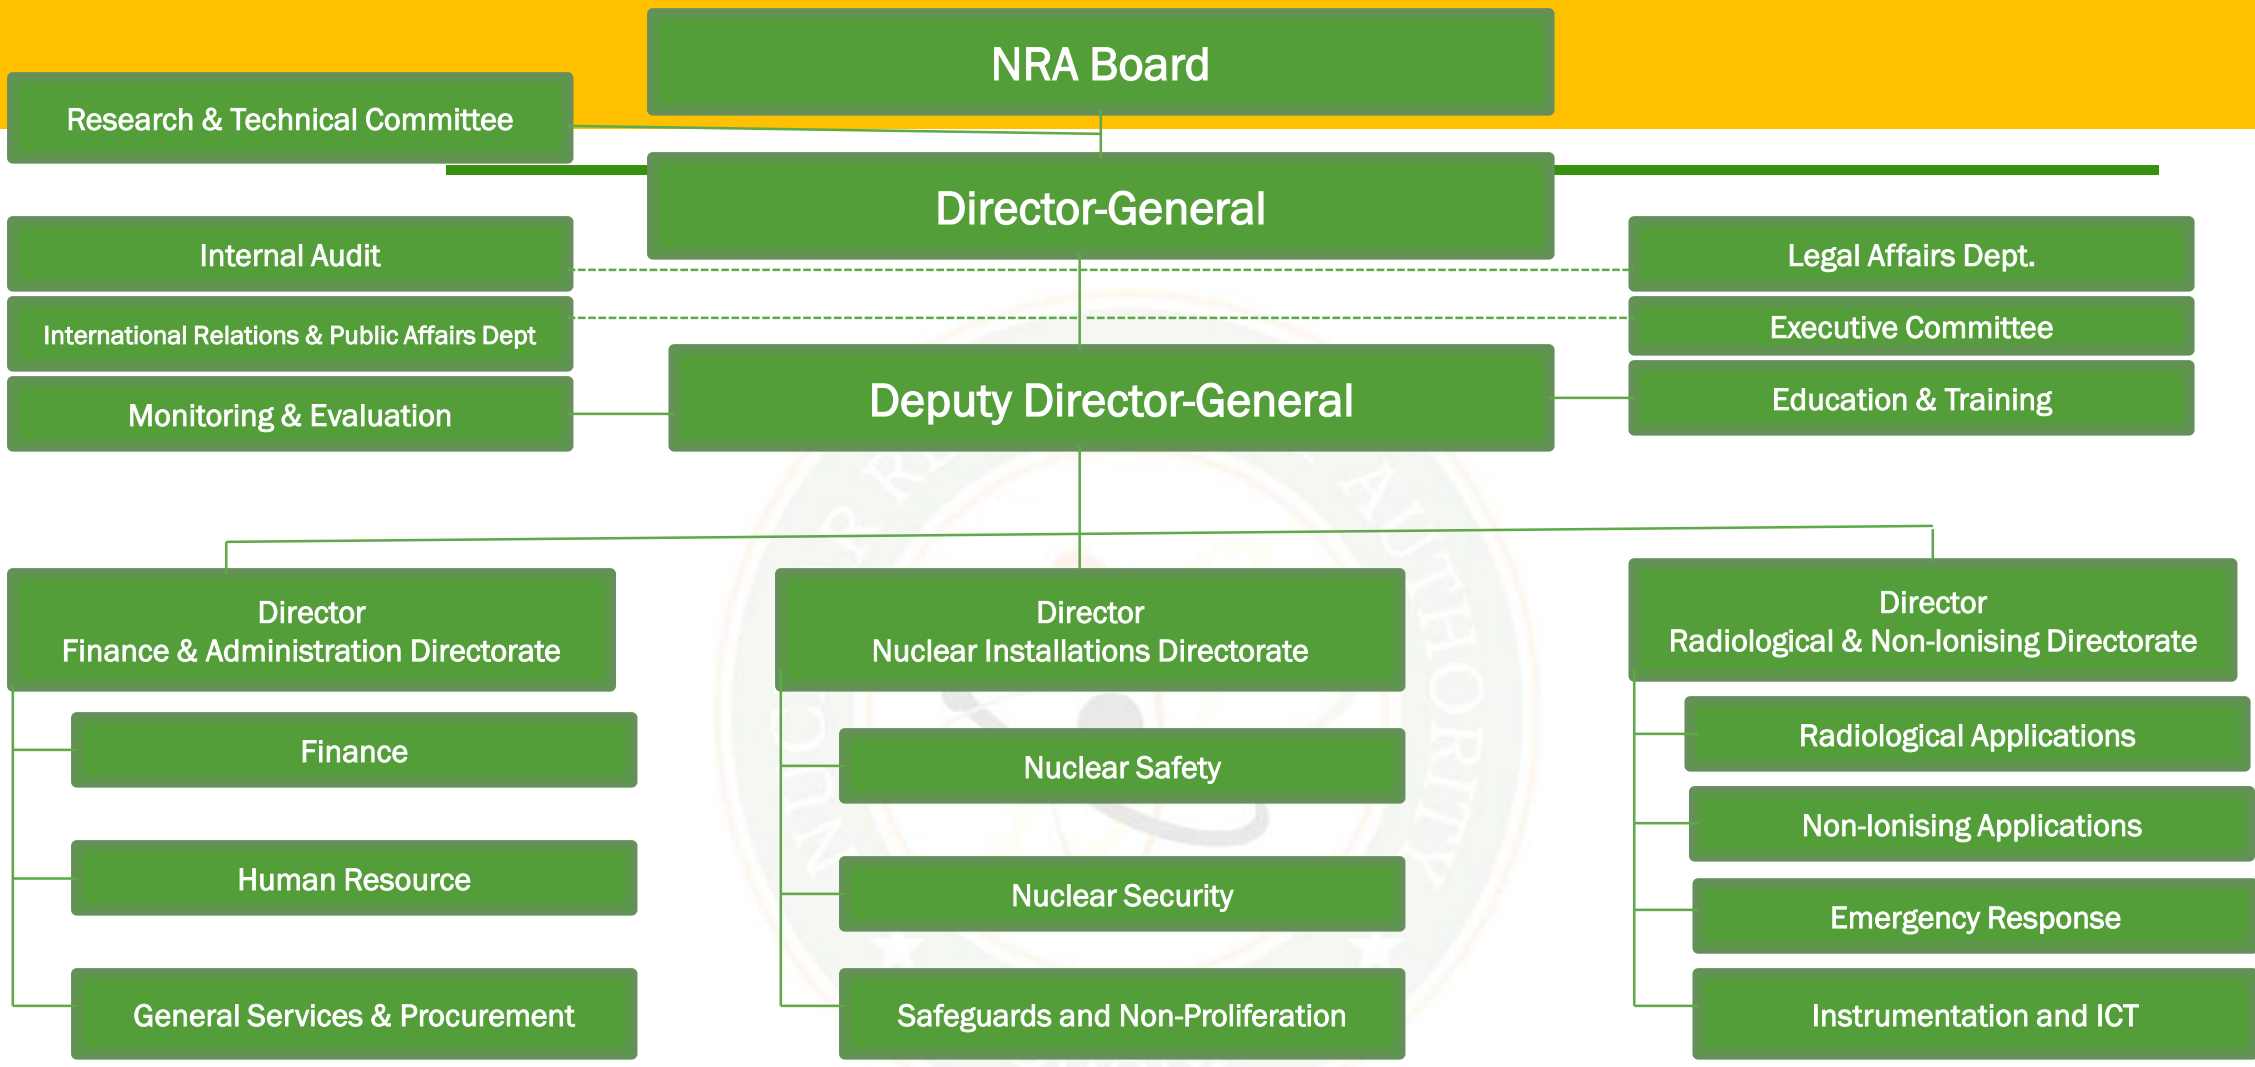 NRA Board
Research & Technical Committee
Director-General
Internal Audit
Legal Affairs Dept.
International Relations & Public Affairs Dept
Executive Committee
Monitoring & Evaluation
Deputy Director-General
Education & Training
Director
Finance & Administration Directorate
Director
Nuclear Installations Directorate
Director
Radiological & Non-Ionising Directorate
Finance
Human Resource
General Services & Procurement
Nuclear Safety
Nuclear Security
Safeguards and Non-Proliferation
Radiological Applications
Non-Ionising Applications
Emergency Response
Instrumentation and ICT
AUTHORITY